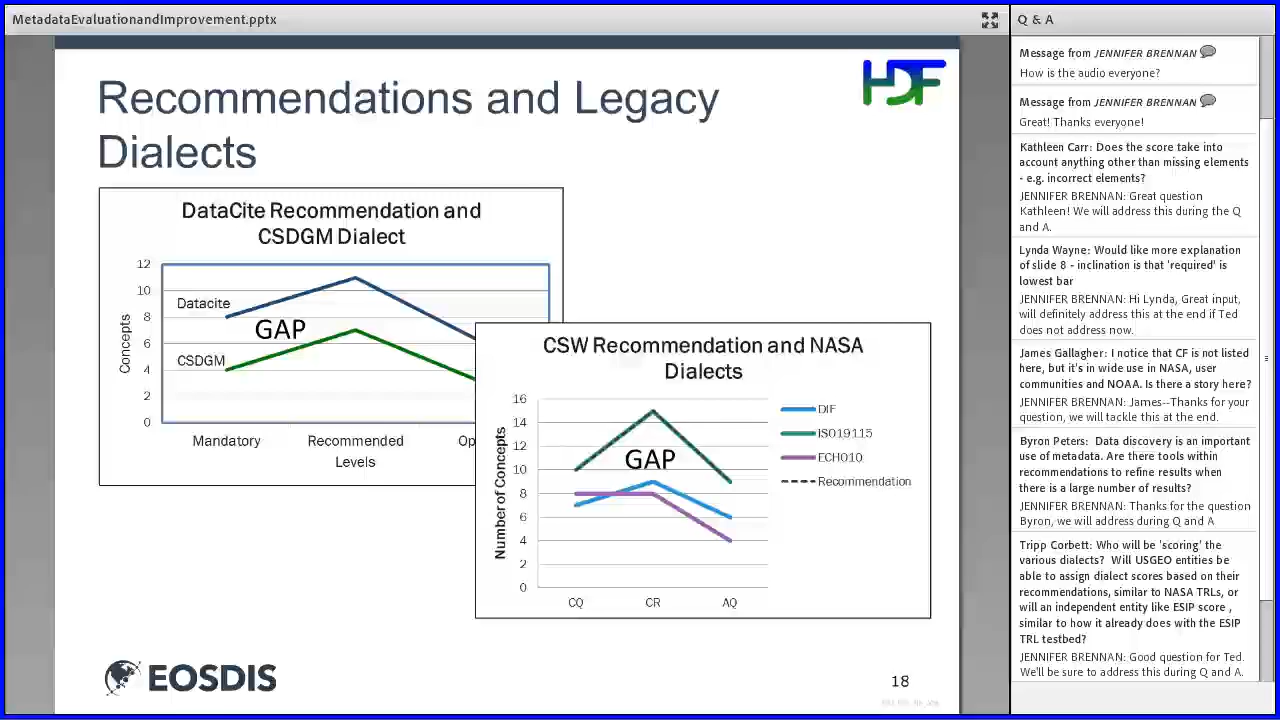 MetadataEvaluationandImprovement.pptx
Recommendations and Legacy
Dialects
HDF
DataCite Recommendation and
CSDGM Dialect
12
10
8
6
4
2
0
Concepts
Datacite
GAP
CSDGM
Mandatory
Recommended
Op
Levels
CSW Recommendation and NASA
Dialects
16
14
12
10
8
6
4
2
0
Number of Concepts
GAP
CQ
CR
AQ
DIF
ISO19115
ECHO10
Recommendation
EOSDIS
18
Q & A
Message from JENNIFER BRENNAN
How is the audio everyone?
Message from JENNIFER BRENNAN
Great! Thanks everyone!
Kathleen Carr: Does the score take into
account anything other than missing elements
- e.g. incorrect elements?
JENNIFER BRENNAN: Great question
Kathleen! We will address this during the Q
and A.
Lynda Wayne: Would like more explanation
of slide 8 - inclination is that 'required' is
lowest bar
JENNIFER BRENNAN: Hi Lynda, Great input,
will definitely address this at the end if Ted
does not address now.
James Gallagher: I notice that CF is not listed
here, but it's in wide use in NASA, user
communities and NOAA. Is there a story here?
JENNIFER BRENNAN: James--Thanks for your
question, we will tackle this at the end.
Byron Peters: Data discovery is an important
use of metadata. Are there tools within
recommendations to refine results when
there is a large number of results?
JENNIFER BRENNAN: Thanks for the question
Byron, we will address during Q and A
Tripp Corbett: Who will be 'scoring' the
various dialects? Will USGEO entities be
able to assign dialect scores based on their
recommendations, similar to NASA TRLs, or
will an independent entity like ESIP score ,
similar to how it already does with the ESIP
TRL testbed?
JENNIFER BRENNAN: Good question for Ted.
We'll be sure to address this during Q and A.